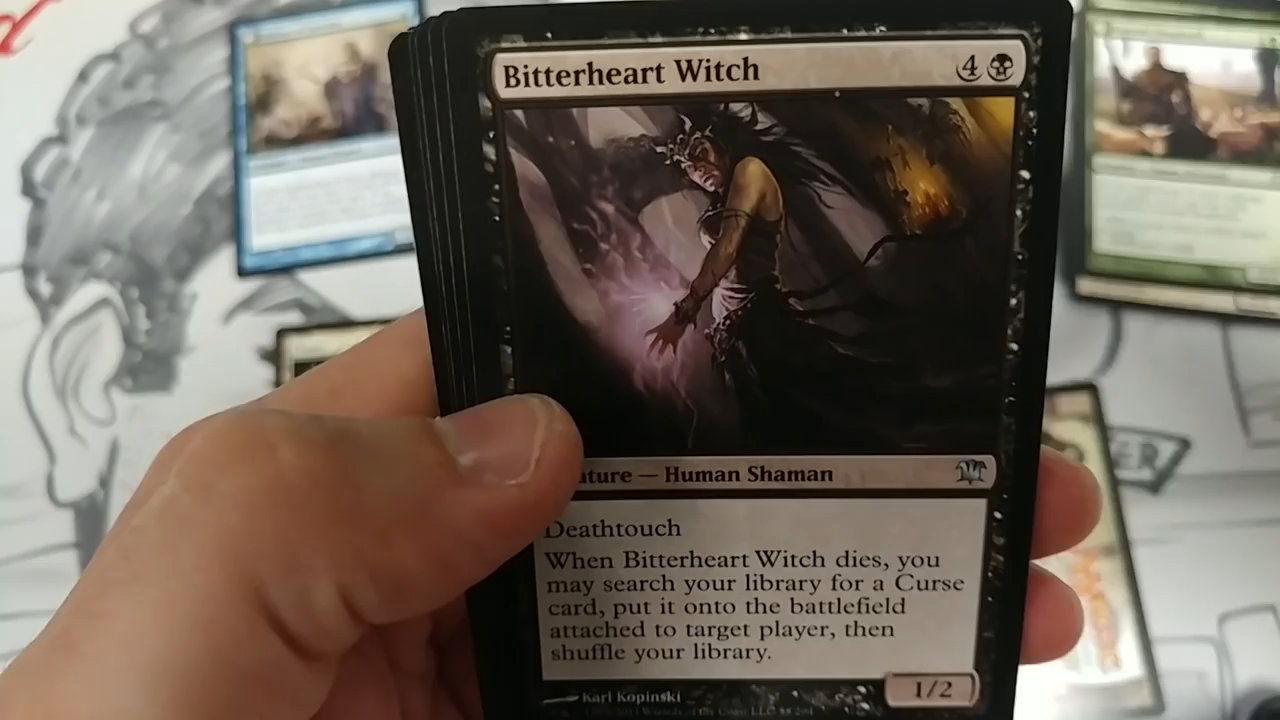 Bitterheart Witch 4
ature — Human Shaman
Deathtouch
When Bitterheart Witch dies, you
may search your library for a Curse
card, put it onto the battlefield
attached to target player, then
shuffle your library.
1/2
Karl Kopinski